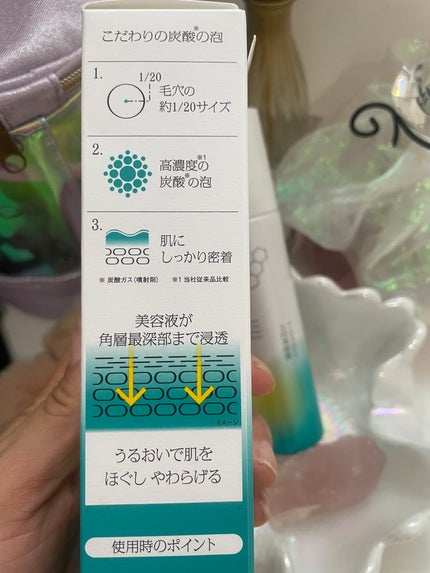 こだわりの炭酸※の泡
1.
1/20
毛穴の
約1/20サイズ
2.
高濃度の※1
炭酸※の泡
3.
肌に
しっかり密着
※ 炭酸ガス(噴射剤) ※1 当社従来品比較
美容液が
角層最深部まで浸透
イメージ
うるおいで肌を
ほぐし やわらげる
使用時のポイント